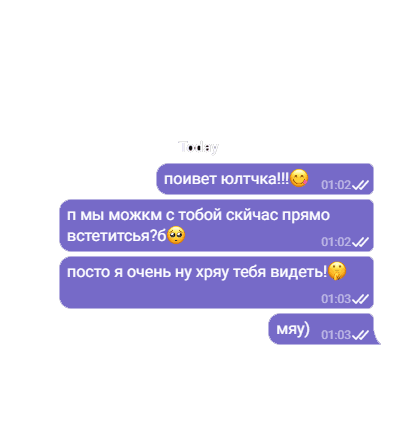 Today
поивет юлтчка!!!😋 01:02
п мы можкм с тобой скйчас прямо
встетитсья?б🥺 01:02
посто я очень ну хряу тебя видеть!🤫
01:03
мяу) 01:03